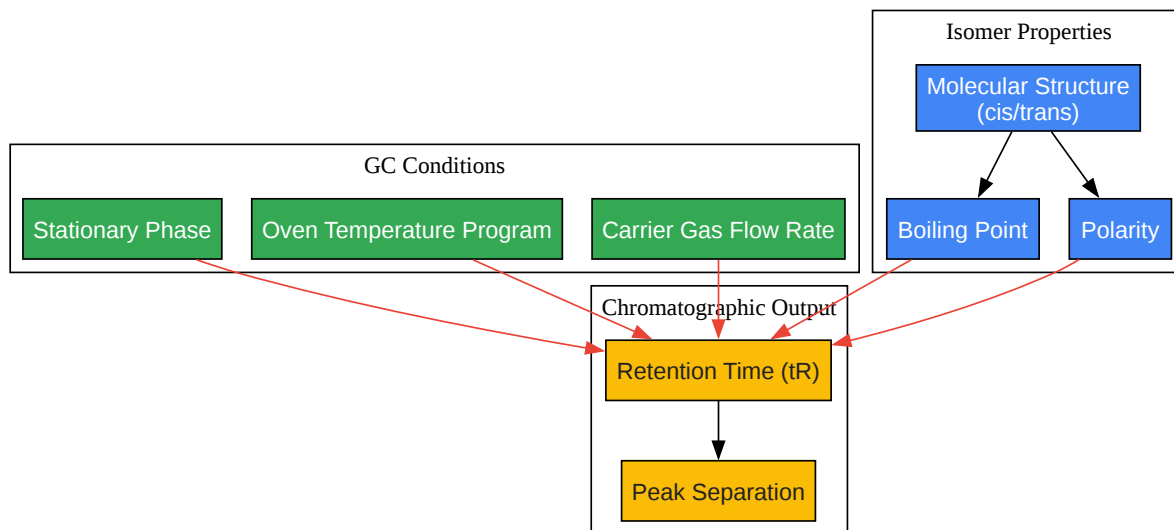 Isomer Properties
Molecular Structure
(cis/trans)
GC Conditions
Stationary Phase
Oven Temperature Program
Carrier Gas Flow Rate
Boiling Point
Polarity
Chromatographic Output
Retention Time (tR)
Peak Separation